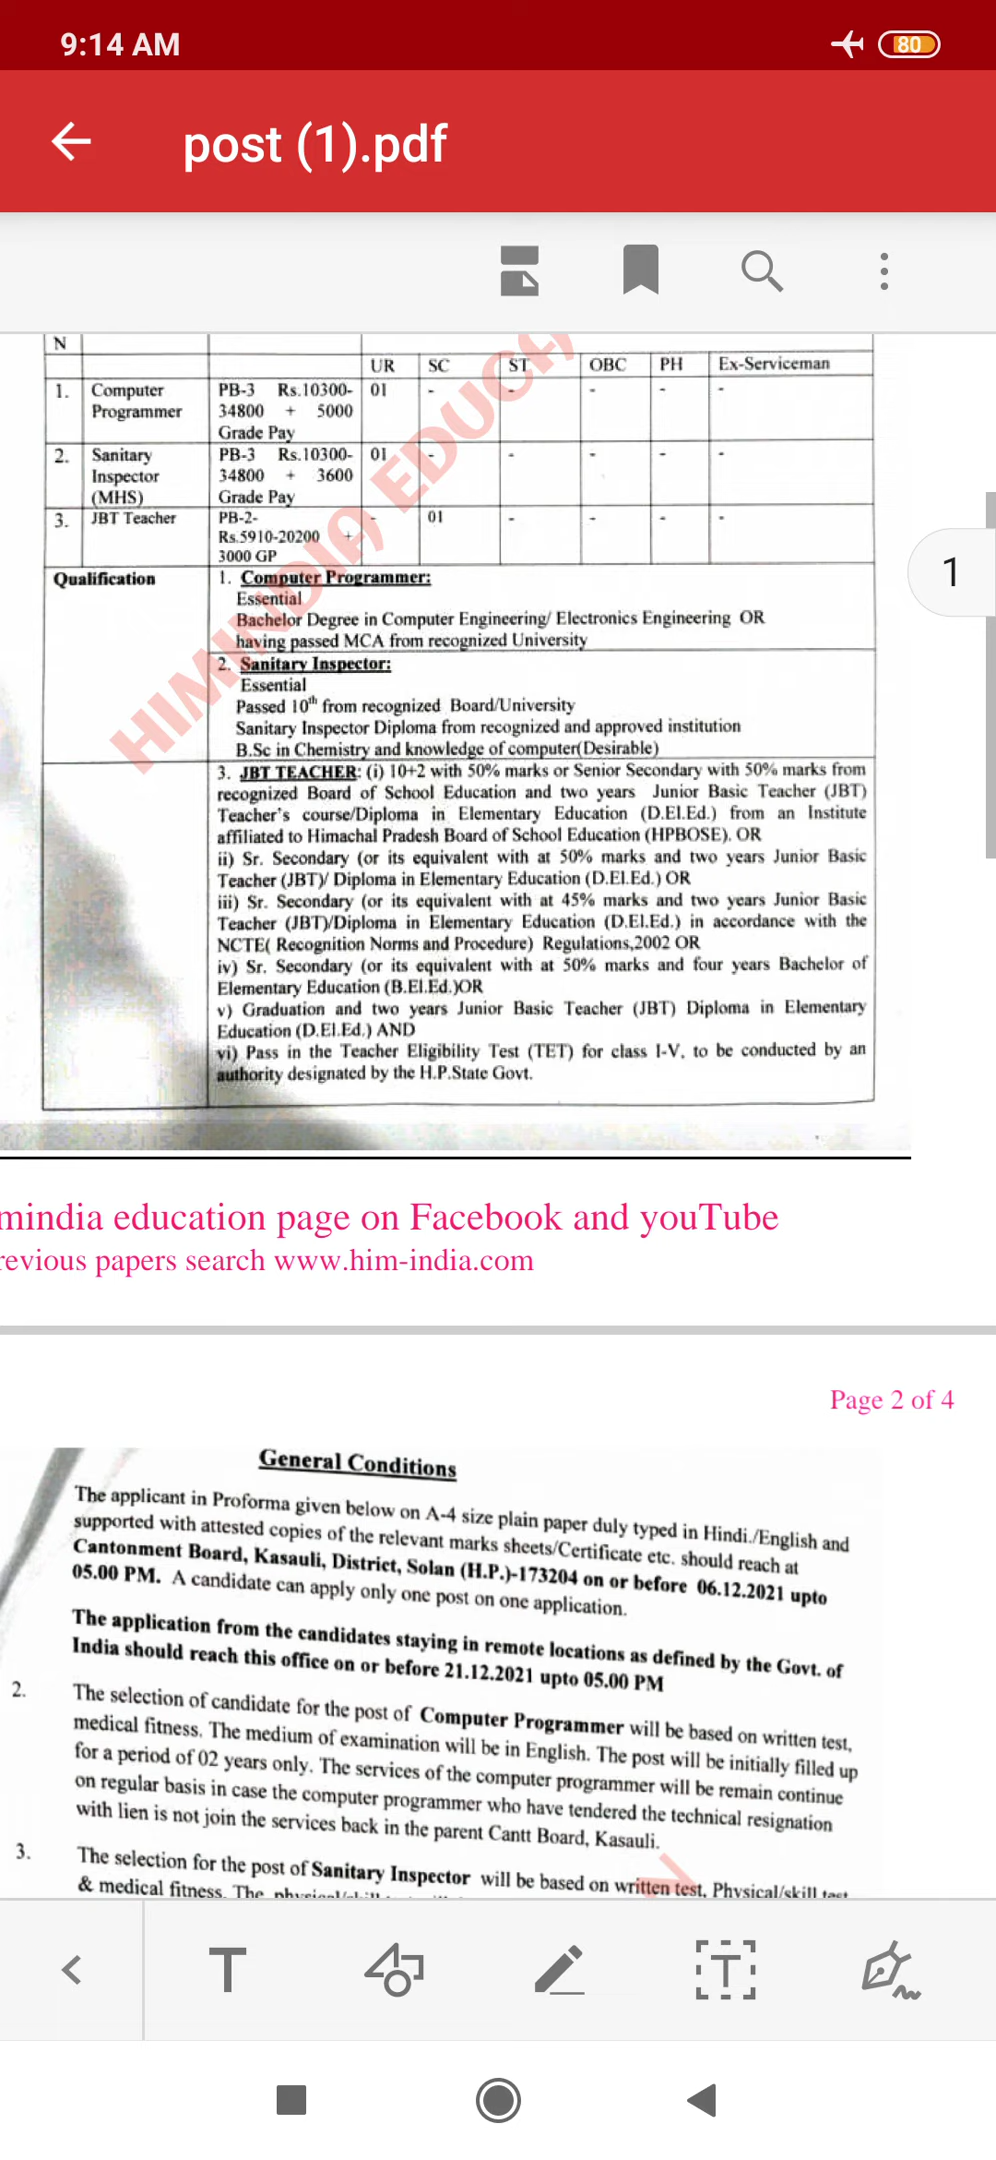 9:14 AM
80
post (1).pdf
N
UR SC ST OBC PH Ex-Serviceman
1. Computer PB-3 Rs.10300- 01 - - - - -
Programmer 34800 + 5000
Grade Pay
2. Sanitary PB-3 Rs.10300- 01 - - - - -
Inspector 34800 + 3600
(MHS) Grade Pay
3. JBT Teacher PB-2- - 01 - - - -
Rs.5910-20200 +
3000 GP
1
HIMINDIA EDUCA
Qualification 1. Computer Programmer:
Essential
Bachelor Degree in Computer Engineering/ Electronics Engineering OR
having passed MCA from recognized University
2. Sanitary Inspector:
Essential
Passed 10th from recognized Board/University
Sanitary Inspector Diploma from recognized and approved institution
B.Sc in Chemistry and knowledge of computer(Desirable)
3. JBT TEACHER: (i) 10+2 with 50% marks or Senior Secondary with 50% marks from
recognized Board of School Education and two years Junior Basic Teacher (JBT)
Teacher's course/Diploma in Elementary Education (D.El.Ed.) from an Institute
affiliated to Himachal Pradesh Board of School Education (HPBOSE). OR
ii) Sr. Secondary (or its equivalent with at 50% marks and two years Junior Basic
Teacher (JBT)/ Diploma in Elementary Education (D.El.Ed.) OR
iii) Sr. Secondary (or its equivalent with at 45% marks and two years Junior Basic
Teacher (JBT)/Diploma in Elementary Education (D.El.Ed.) in accordance with the
NCTE( Recognition Norms and Procedure) Regulations,2002 OR
iv) Sr. Secondary (or its equivalent with at 50% marks and four years Bachelor of
Elementary Education (B.El.Ed.)OR
v) Graduation and two years Junior Basic Teacher (JBT) Diploma in Elementary
Education (D.El.Ed.) AND
vi) Pass in the Teacher Eligibility Test (TET) for class I-V, to be conducted by an
authority designated by the H.P.State Govt.
mindia education page on Facebook and youTube
revious papers search www.him-india.com
Page 2 of 4
General Conditions
The applicant in Proforma given below on A-4 size plain paper duly typed in Hindi./English and
supported with attested copies of the relevant marks sheets/Certificate etc. should reach at
Cantonment Board, Kasauli, District, Solan (H.P.)-173204 on or before 06.12.2021 upto
05.00 PM. A candidate can apply only one post on one application.
The application from the candidates staying in remote locations as defined by the Govt. of
India should reach this office on or before 21.12.2021 upto 05.00 PM
2. The selection of candidate for the post of Computer Programmer will be based on written test,
medical fitness. The medium of examination will be in English. The post will be initially filled up
for a period of 02 years only. The services of the computer programmer will be remain continue
on regular basis in case the computer programmer who have tendered the technical resignation
with lien is not join the services back in the parent Cantt Board, Kasauli.
3. The selection for the post of Sanitary Inspector will be based on written test, Physical/skill test
& medical fitness. The
N
T
T